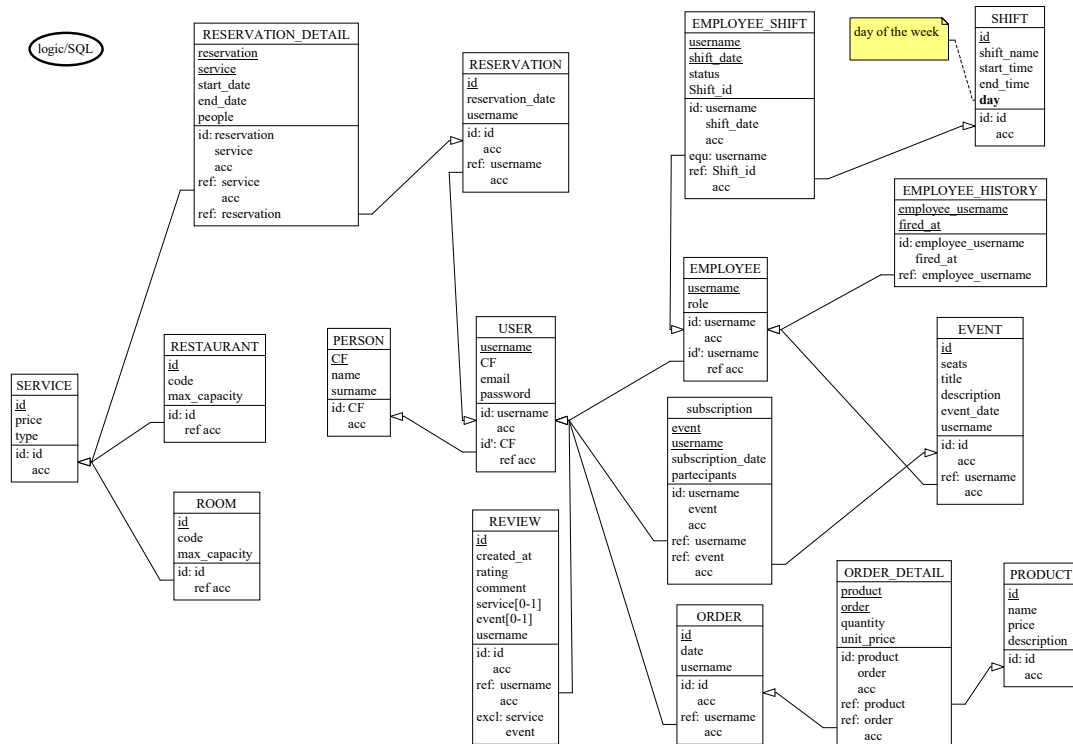 logic/SQL
RESERVATION_DETAIL
reservation
service
start_date
end_date
people
id: reservation
service
acc
ref: service
acc
ref: reservation
RESERVATION
id
reservation_date
username
id: id
acc
ref: username
acc
EMPLOYEE_SHIFT
username
shift_date
status
Shift_id
id: username
shift_date
acc
equ: username
ref: Shift_id
acc
day of the week
SHIFT
id
shift_name
start_time
end_time
day
id: id
acc
EMPLOYEE_HISTORY
employee_username
fired_at
id: employee_username
fired_at
ref: employee_username
EMPLOYEE
username
role
id: username
acc
id': username
ref acc
SERVICE
id
price
type
id: id
acc
RESTAURANT
id
code
max_capacity
id: id
ref acc
ROOM
id
code
max_capacity
id: id
ref acc
PERSON
CF
name
surname
id: CF
acc
USER
username
CF
email
password
id: username
acc
id': CF
ref acc
subscription
event
username
subscription_date
partecipants
id: username
event
acc
ref: username
ref: event
acc
EVENT
id
seats
title
description
event_date
username
id: id
acc
ref: username
acc
REVIEW
id
created_at
rating
comment
service[0-1]
event[0-1]
username
id: id
acc
ref: username
acc
excl: service
event
ORDER
id
date
username
id: id
acc
ref: username
acc
ORDER_DETAIL
product
order
quantity
unit_price
id: product
order
acc
ref: product
ref: order
acc
PRODUCT
id
name
price
description
id: id
acc